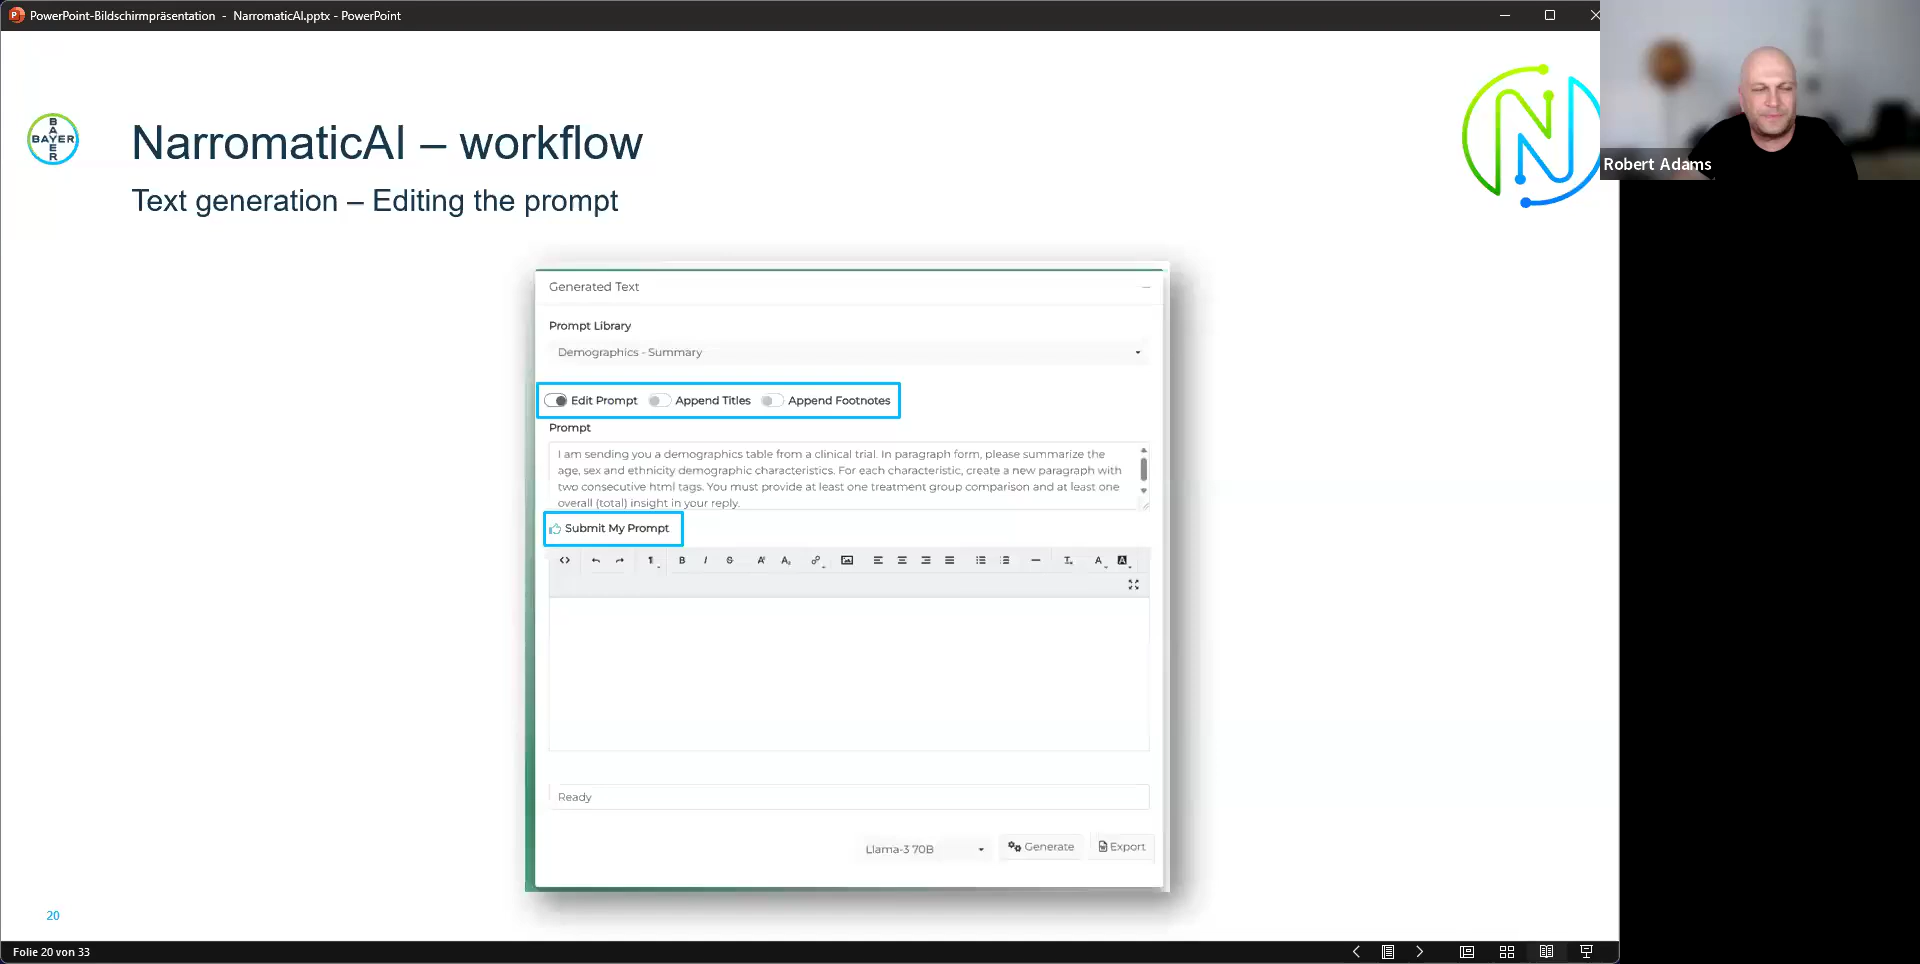 PowerPoint-Bildschirmpräsentation - NarromaticAI.pptx - PowerPoint
BAYER
BAYER
NarromaticAI – workflow
Text generation – Editing the prompt
N
Robert Adams
Generated Text
Prompt Library
Demographics - Summary
Edit Prompt Append Titles Append Footnotes
Prompt
I am sending you a demographics table from a clinical trial. In paragraph form, please summarize the
age, sex and ethnicity demographic characteristics. For each characteristic, create a new paragraph with
two consecutive html tags. You must provide at least one treatment group comparison and at least one
overall (total) insight in your reply.
Submit My Prompt
Ready
Llama-3 70B Generate Export
20
Folie 20 von 33